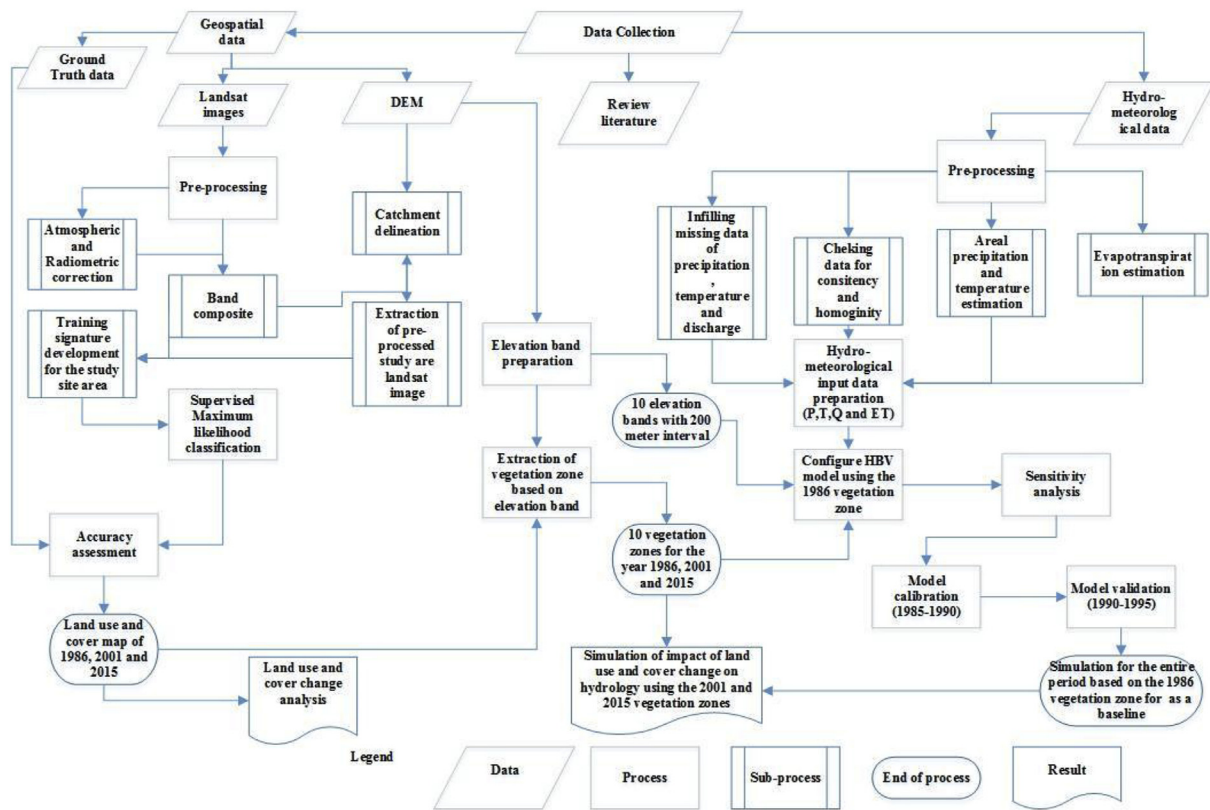 Geospatial
data
Data Collection
Ground
Truth data
Landsat
images
DEM
Review
literature
Hydro-
meteorolog
ical data
Pre-processing
Pre-processing
Atmospheric
and
Radiometric
correction
Catchment
delineation
Infilling
missing data
of
precipitation
, temperature
and
discharge
Cheking
data for
consitency
and
homoginity
Areal
precipitation
and
temperature
estimation
Evapotranspirat
ion estimation
Band
composite
Training
signature
development
for the study
site area
Extraction
of pre-
processed
study are
landsat
image
Elevation band
preparation
Hydro-
meteorological
input data
preparation
(P,T,Q and ET)
Supervised
Maximum
likelihood
classification
10 elevation
bands with 200
meter interval
Extraction of
vegetation zone
based on
elevation band
Configure HBV
model using the
1986 vegetation
zone
Sensitivity
analysis
Accuracy
assessment
10 vegetation
zones for the
year 1986, 2001
and 2015
Model
calibration
(1985-1990)
Model validation
(1990-1995)
Land use and
cover map of
1986, 2001 and
2015
Land use and
cover change
analysis
Simulation of impact of land
use and cover change on
hydrology using the 2001 and
2015 vegetation zones
Simulation for the entire
period based on the 1986
vegetation zone for as a
baseline
Legend
Data
Process
Sub-process
End of process
Result